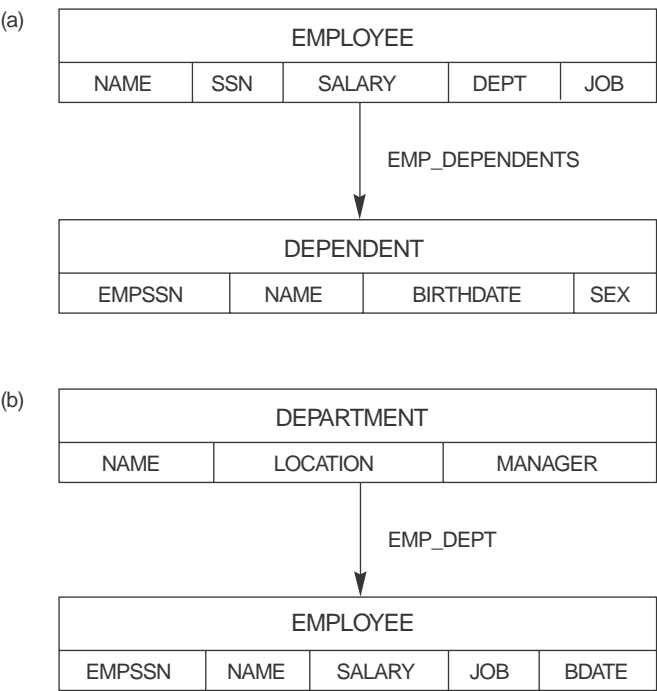 (a)
EMPLOYEE
NAME SSN SALARY DEPT JOB
EMP_DEPENDENTS
DEPENDENT
EMPSSN NAME BIRTHDATE SEX
(b)
DEPARTMENT
NAME LOCATION MANAGER
EMP_DEPT
EMPLOYEE
EMPSSN NAME SALARY JOB BDATE